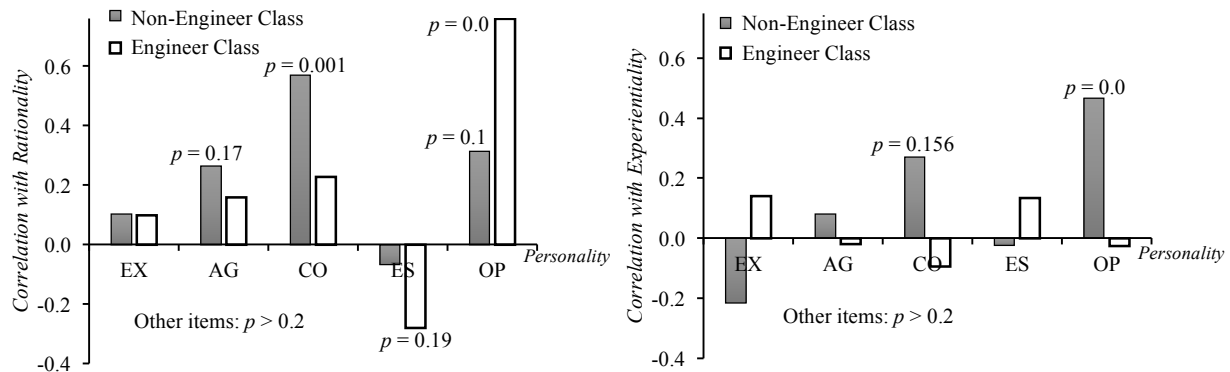 Non-Engineer Class
Engineer Class
p = 0.0
p = 0.001
p = 0.17
p = 0.1
0.6
0.4
0.2
0.0
-0.2
-0.4
Correlation with Rationality
EX AG CO ES OP
Personality
Other items: p > 0.2
p = 0.19
Non-Engineer Class
Engineer Class
p = 0.0
p = 0.156
0.6
0.4
0.2
0.0
-0.2
-0.4
Correlation with Experientiality
EX AG CO ES OP
Personality
Other items: p > 0.2